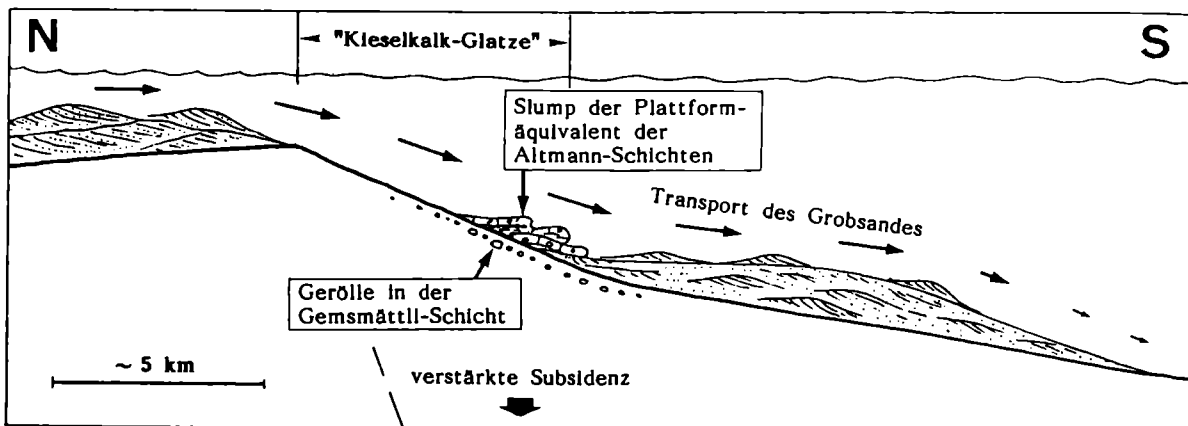 N
"Kieselkalk-Glatze"
S
Slump der Plattform-
äquivalent der
Altmann-Schichten
Transport des Grobsandes
Gerölle in der
Gemsmättli-Schicht
~ 5 km
verstärkte Subsidenz